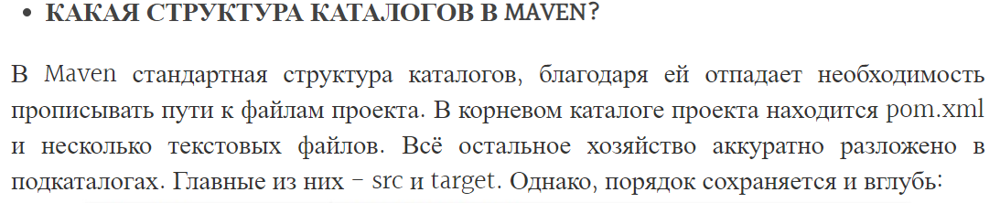 • КАКАЯ СТРУКТУРА КАТАЛОГОВ В MAVEN?
В Maven стандартная структура каталогов, благодаря ей отпадает необходимость
прописывать пути к файлам проекта. В корневом каталоге проекта находится pom.xml
и несколько текстовых файлов. Всё остальное хозяйство аккуратно разложено в
подкаталогах. Главные из них – src и target. Однако, порядок сохраняется и вглубь: